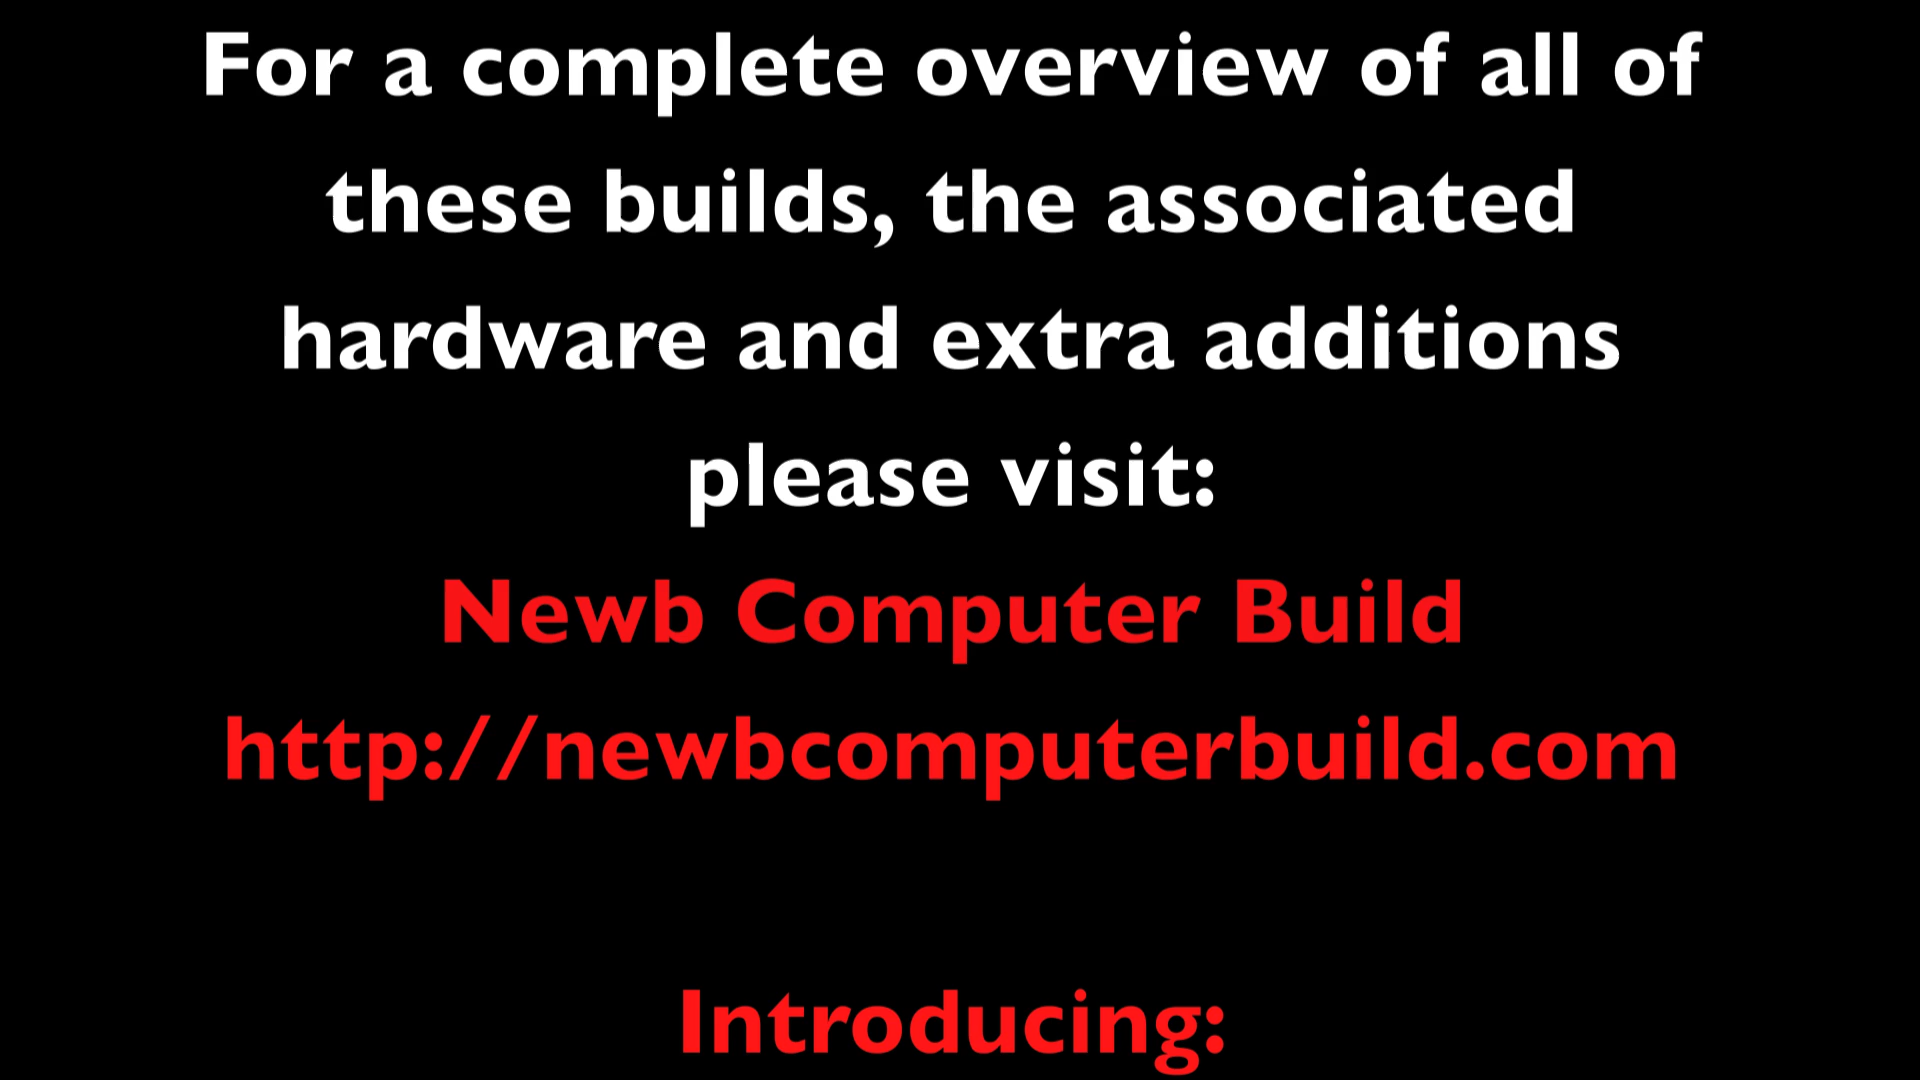 For a complete overview of all of
these builds, the associated
hardware and extra additions
please visit:
Newb Computer Build
http://newbcomputerbuild.com
Introducing: